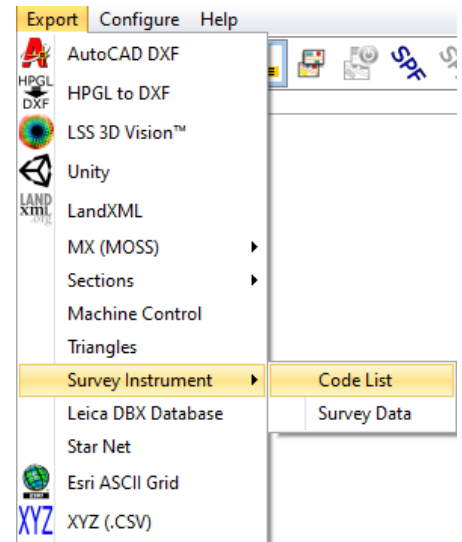 Export Configure Help
AutoCAD DXF
SPF
HPGL
DXF
HPGL to DXF
LSS 3D Vision™
Unity
LAND
xml
.org
LandXML
MX (MOSS)
Sections
Machine Control
Triangles
Survey Instrument
Code List
Leica DBX Database
Survey Data
Star Net
Esri ASCII Grid
XYZ
XYZ (.CSV)